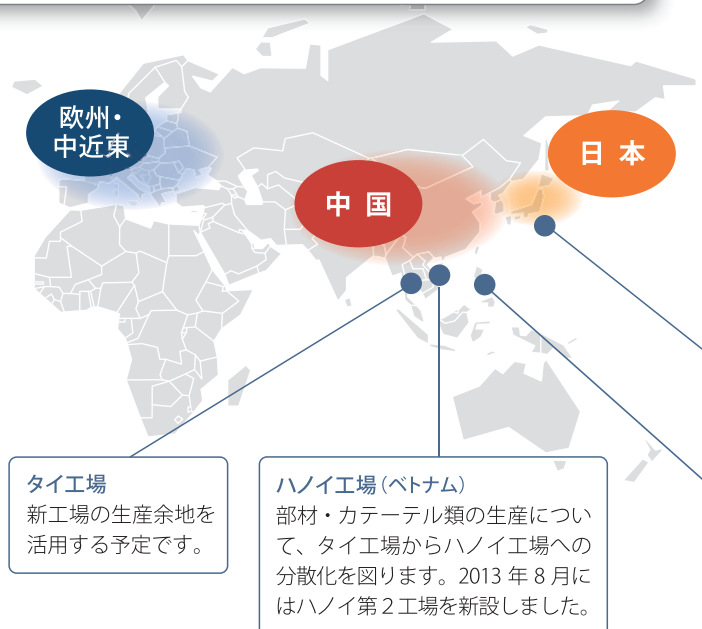 欧州・
中近東
中 国
日 本
タイ工場
新工場の生産余地を
活用する予定です。
ハノイ工場（ベトナム）
部材・カテーテル類の生産につい
て、タイ工場からハノイ工場への
分散化を図ります。2013 年 8 月に
はハノイ第２工場を新設しました。